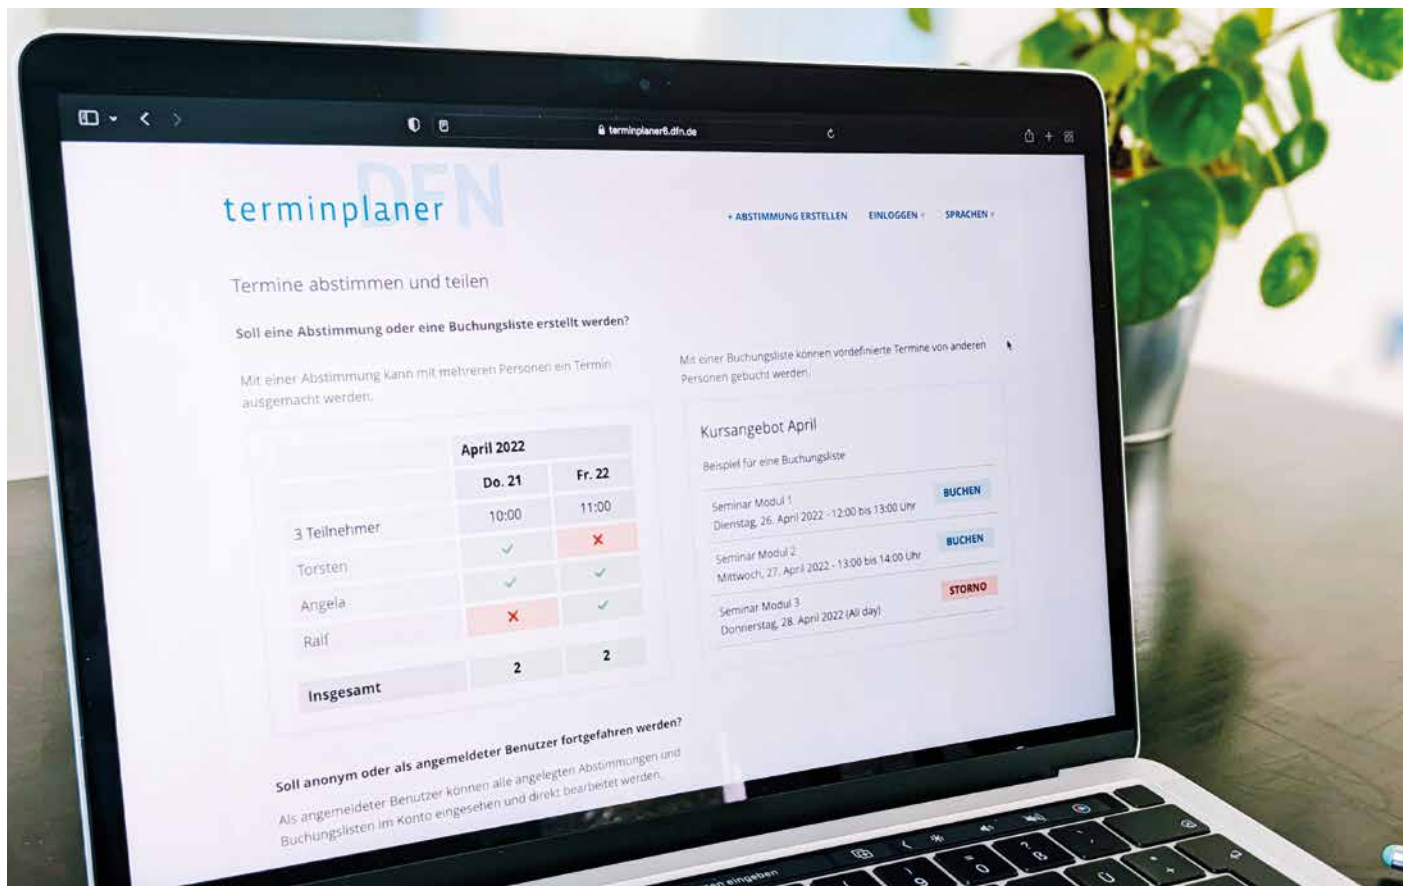 terminplaner6.dfn.de
DFN
terminplaner
+ ABSTIMMUNG ERSTELLEN EINLOGGEN SPRACHEN
Termine abstimmen und teilen
Soll eine Abstimmung oder eine Buchungsliste erstellt werden?
Mit einer Abstimmung kann mit mehreren Personen ein Termin
ausgemacht werden.
April 2022
Do. 21 Fr. 22
3 Teilnehmer 10:00 11:00
Torsten ✓ ✗
Angela ✓ ✓
Ralf ✗ ✓
Insgesamt 2 2
Mit einer Buchungsliste können vordefinierte Termine von anderen
Personen gebucht werden.
Kursangebot April
Beispiel für eine Buchungsliste
Seminar Modul 1
Dienstag, 26. April 2022 - 12:00 bis 13:00 Uhr
BUCHEN
Seminar Modul 2
Mittwoch, 27. April 2022 - 13:00 bis 14:00 Uhr
BUCHEN
Seminar Modul 3
Donnerstag, 28. April 2022 (All day)
STORNO
Soll anonym oder als angemeldeter Benutzer fortgefahren werden?
Als angemeldeter Benutzer können alle angelegten Abstimmungen und
Buchungslisten im Konto eingesehen und direkt bearbeitet werden.
eingeben
9 = 0 ? ß
Ü + *